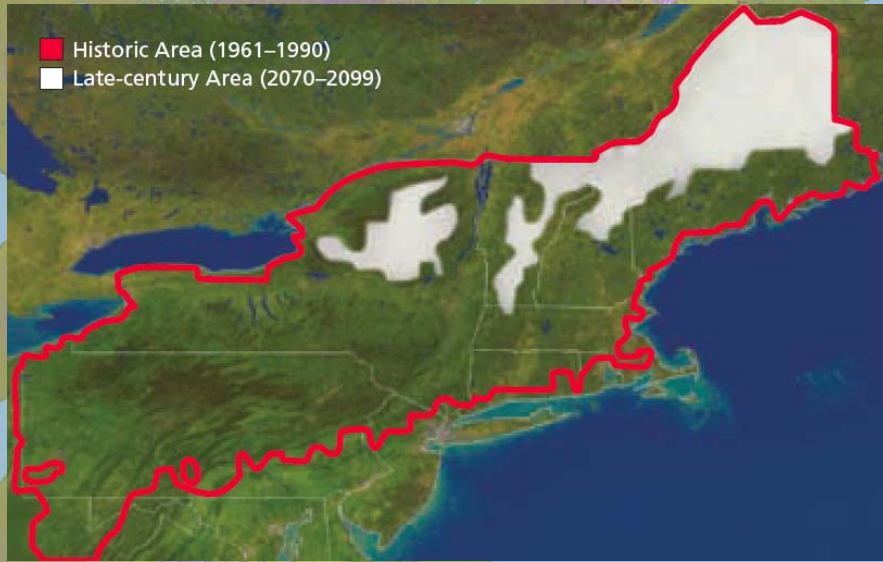 Historic Area (1961–1990)
Late-century Area (2070–2099)